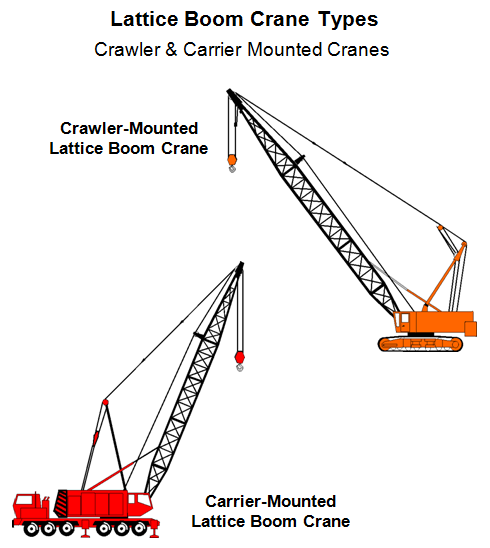 Lattice Boom Crane Types
Crawler & Carrier Mounted Cranes
Crawler-Mounted
Lattice Boom Crane
Carrier-Mounted
Lattice Boom Crane